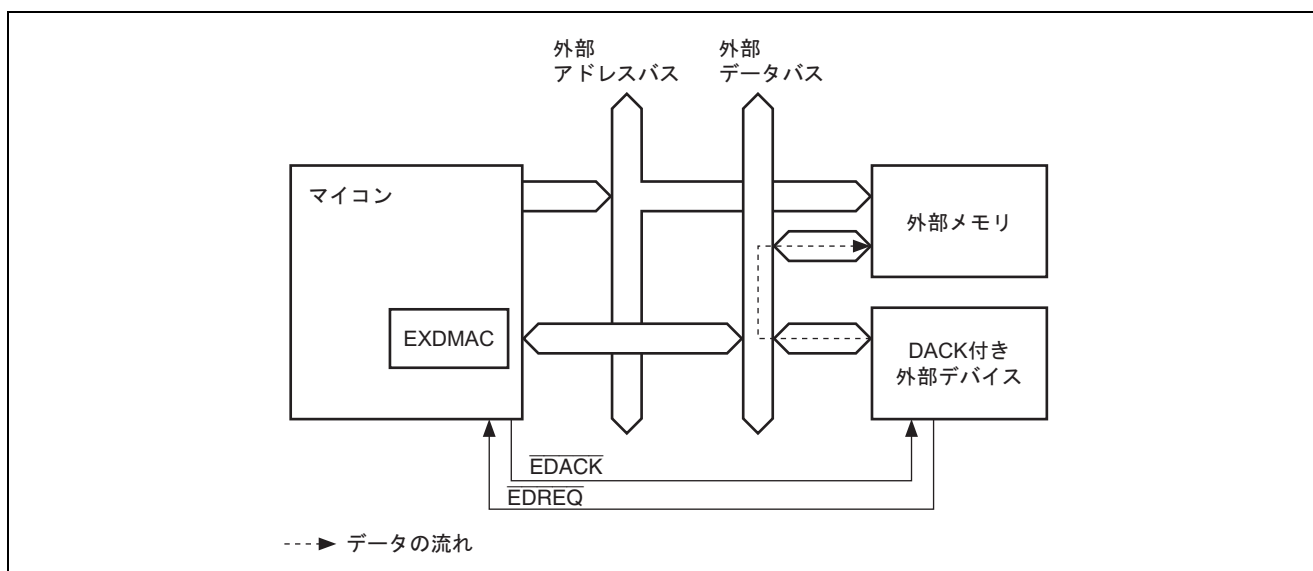 外部
アドレスバス
外部
データバス
マイコン
外部メモリ
EXDMAC
DACK付き
外部デバイス
EDACK
EDREQ
データの流れ